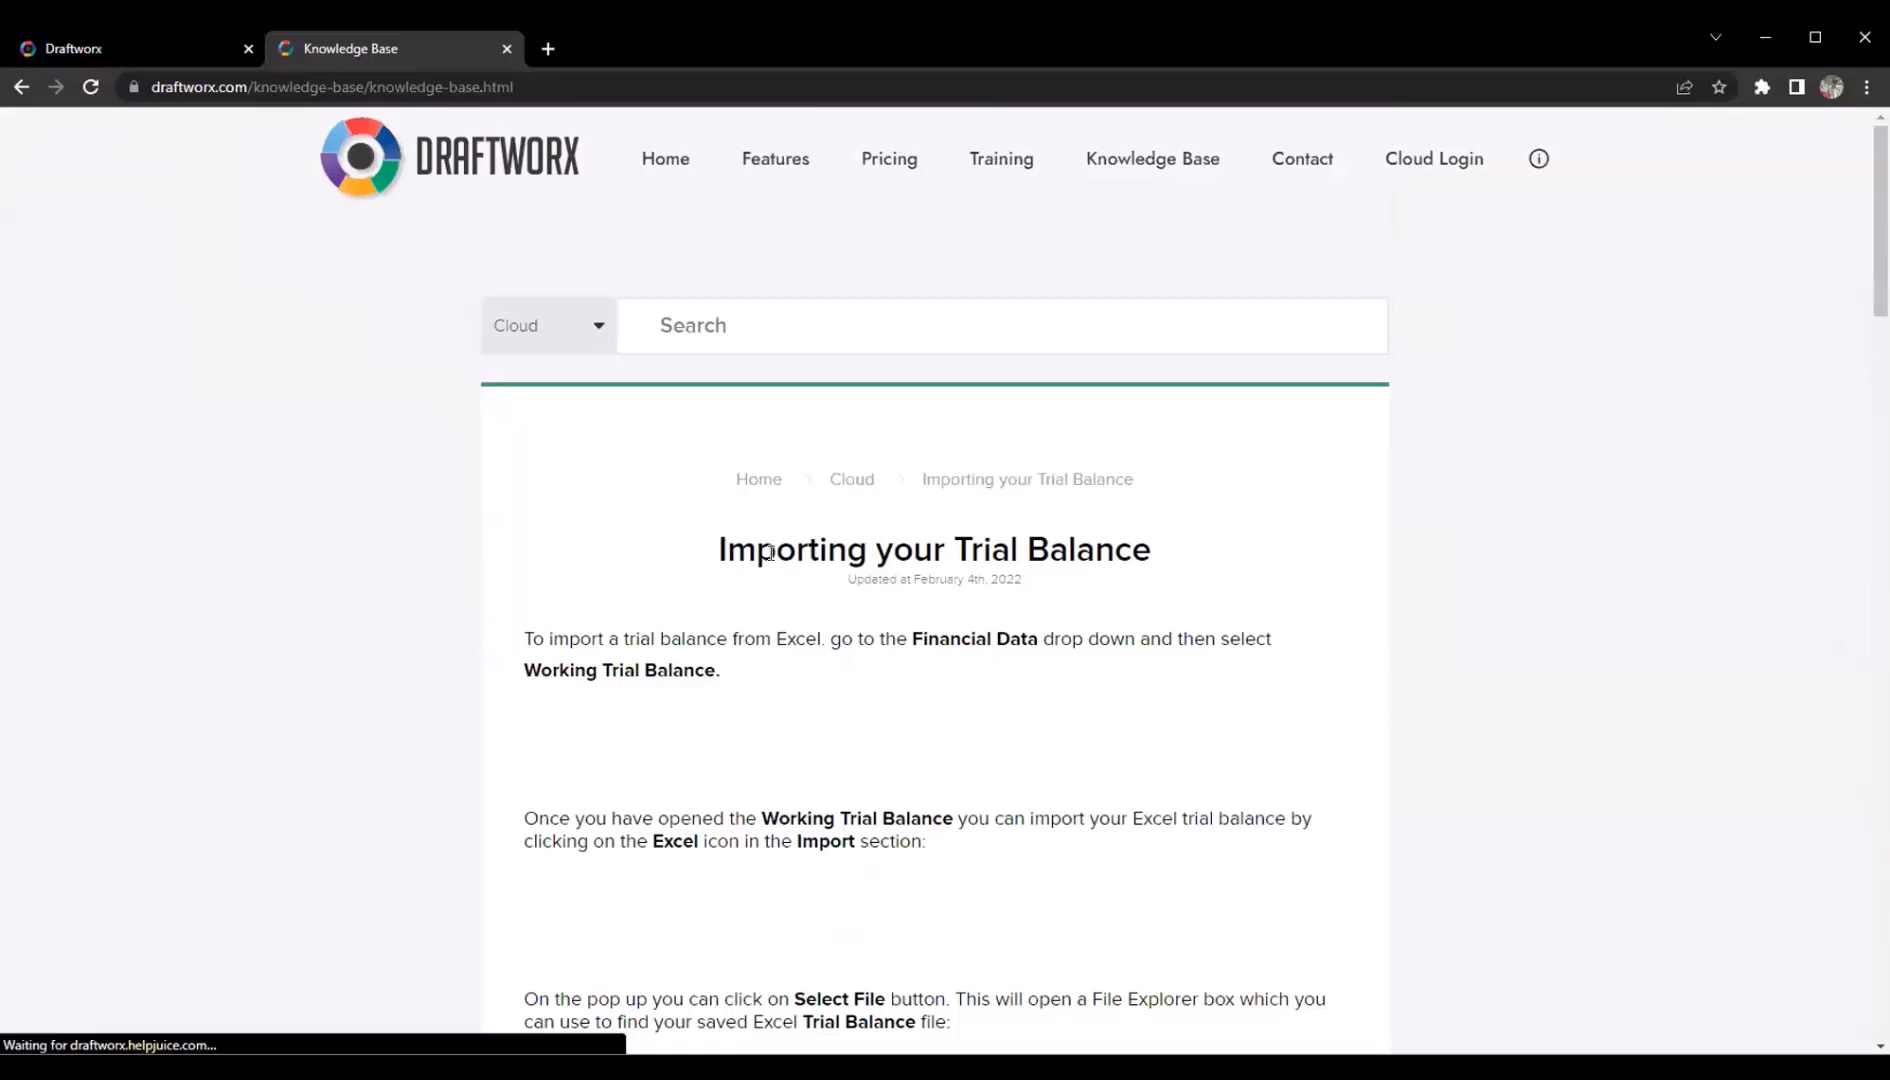 Draftworx
Knowledge Base
draftworx.com/knowledge-base/knowledge-base.html
DRAFTWORX
Home
Features
Pricing
Training
Knowledge Base
Contact
Cloud Login
Cloud
Search
Home
Cloud
Importing your Trial Balance
Importing your Trial Balance
Updated at February 4th, 2022
To import a trial balance from Excel. go to the Financial Data drop down and then select
Working Trial Balance.
Once you have opened the Working Trial Balance you can import your Excel trial balance by
clicking on the Excel icon in the Import section:
On the pop up you can click on Select File button. This will open a File Explorer box which you
can use to find your saved Excel Trial Balance file:
Waiting for draftworx.helpjuice.com...